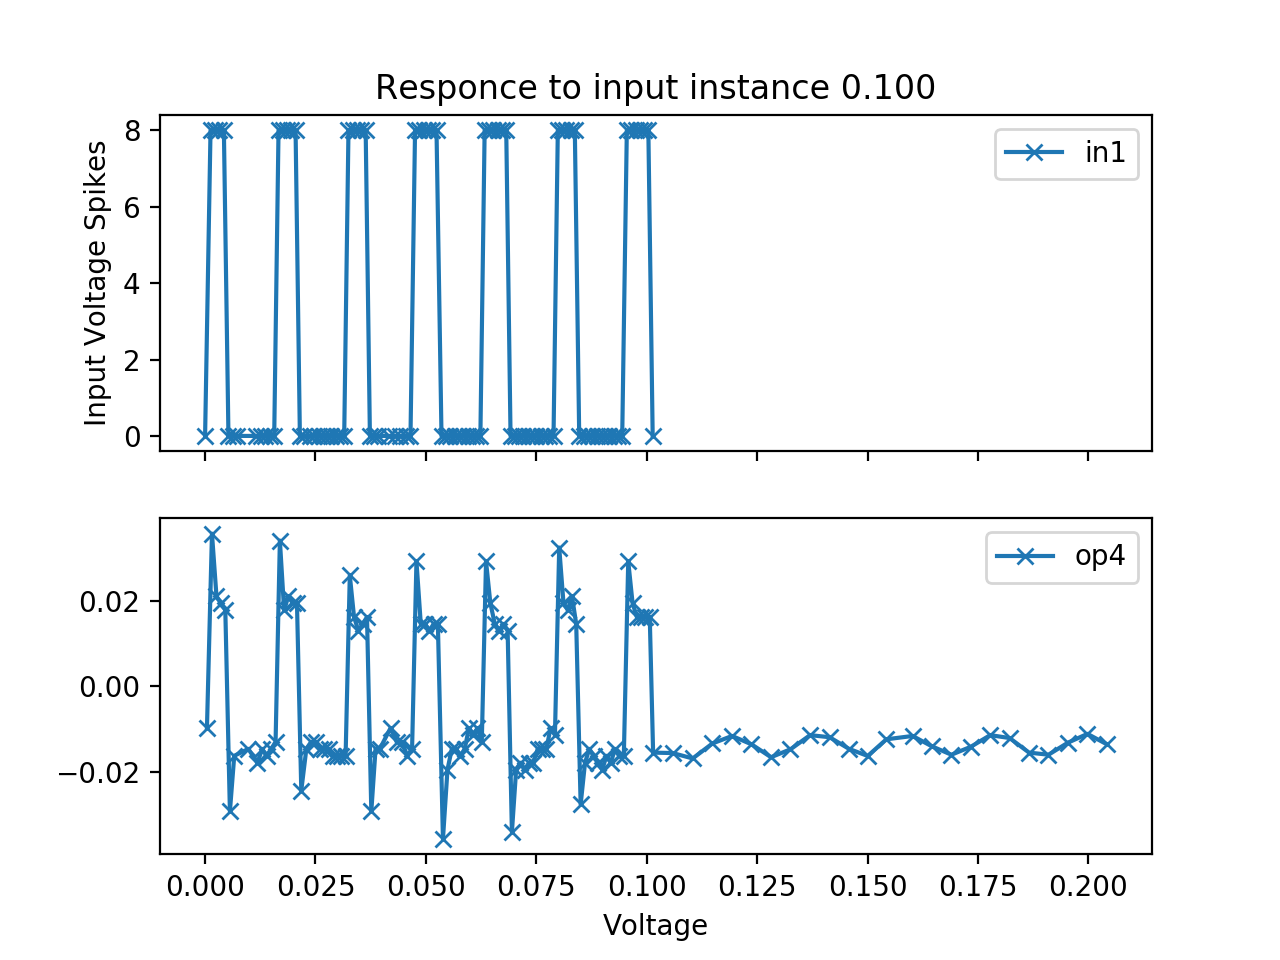 Responce to input instance 0.100
8
6
4
2
0
Input Voltage Spikes
in1
0.02
0.00
−0.02
op4
0.000 0.025 0.050 0.075 0.100 0.125 0.150 0.175 0.200
Voltage